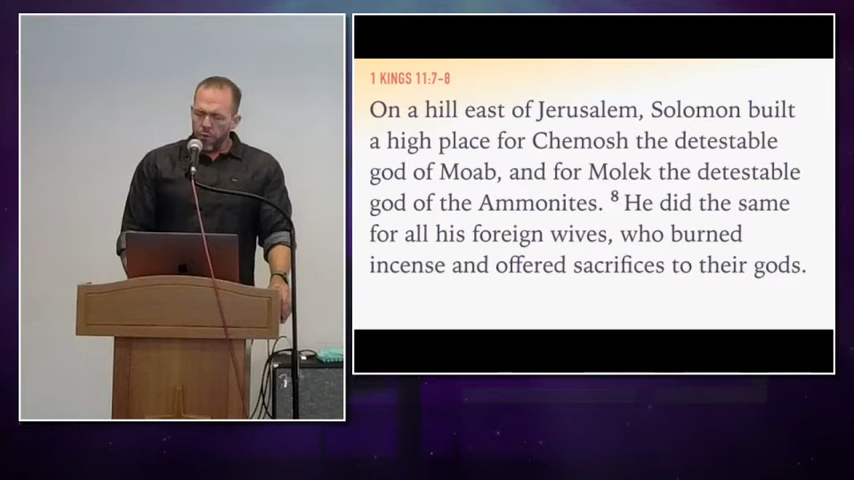 1 KINGS 11:7-8
On a hill east of Jerusalem, Solomon built
a high place for Chemosh the detestable
god of Moab, and for Molek the detestable
god of the Ammonites. ⁸ He did the same
for all his foreign wives, who burned
incense and offered sacrifices to their gods.